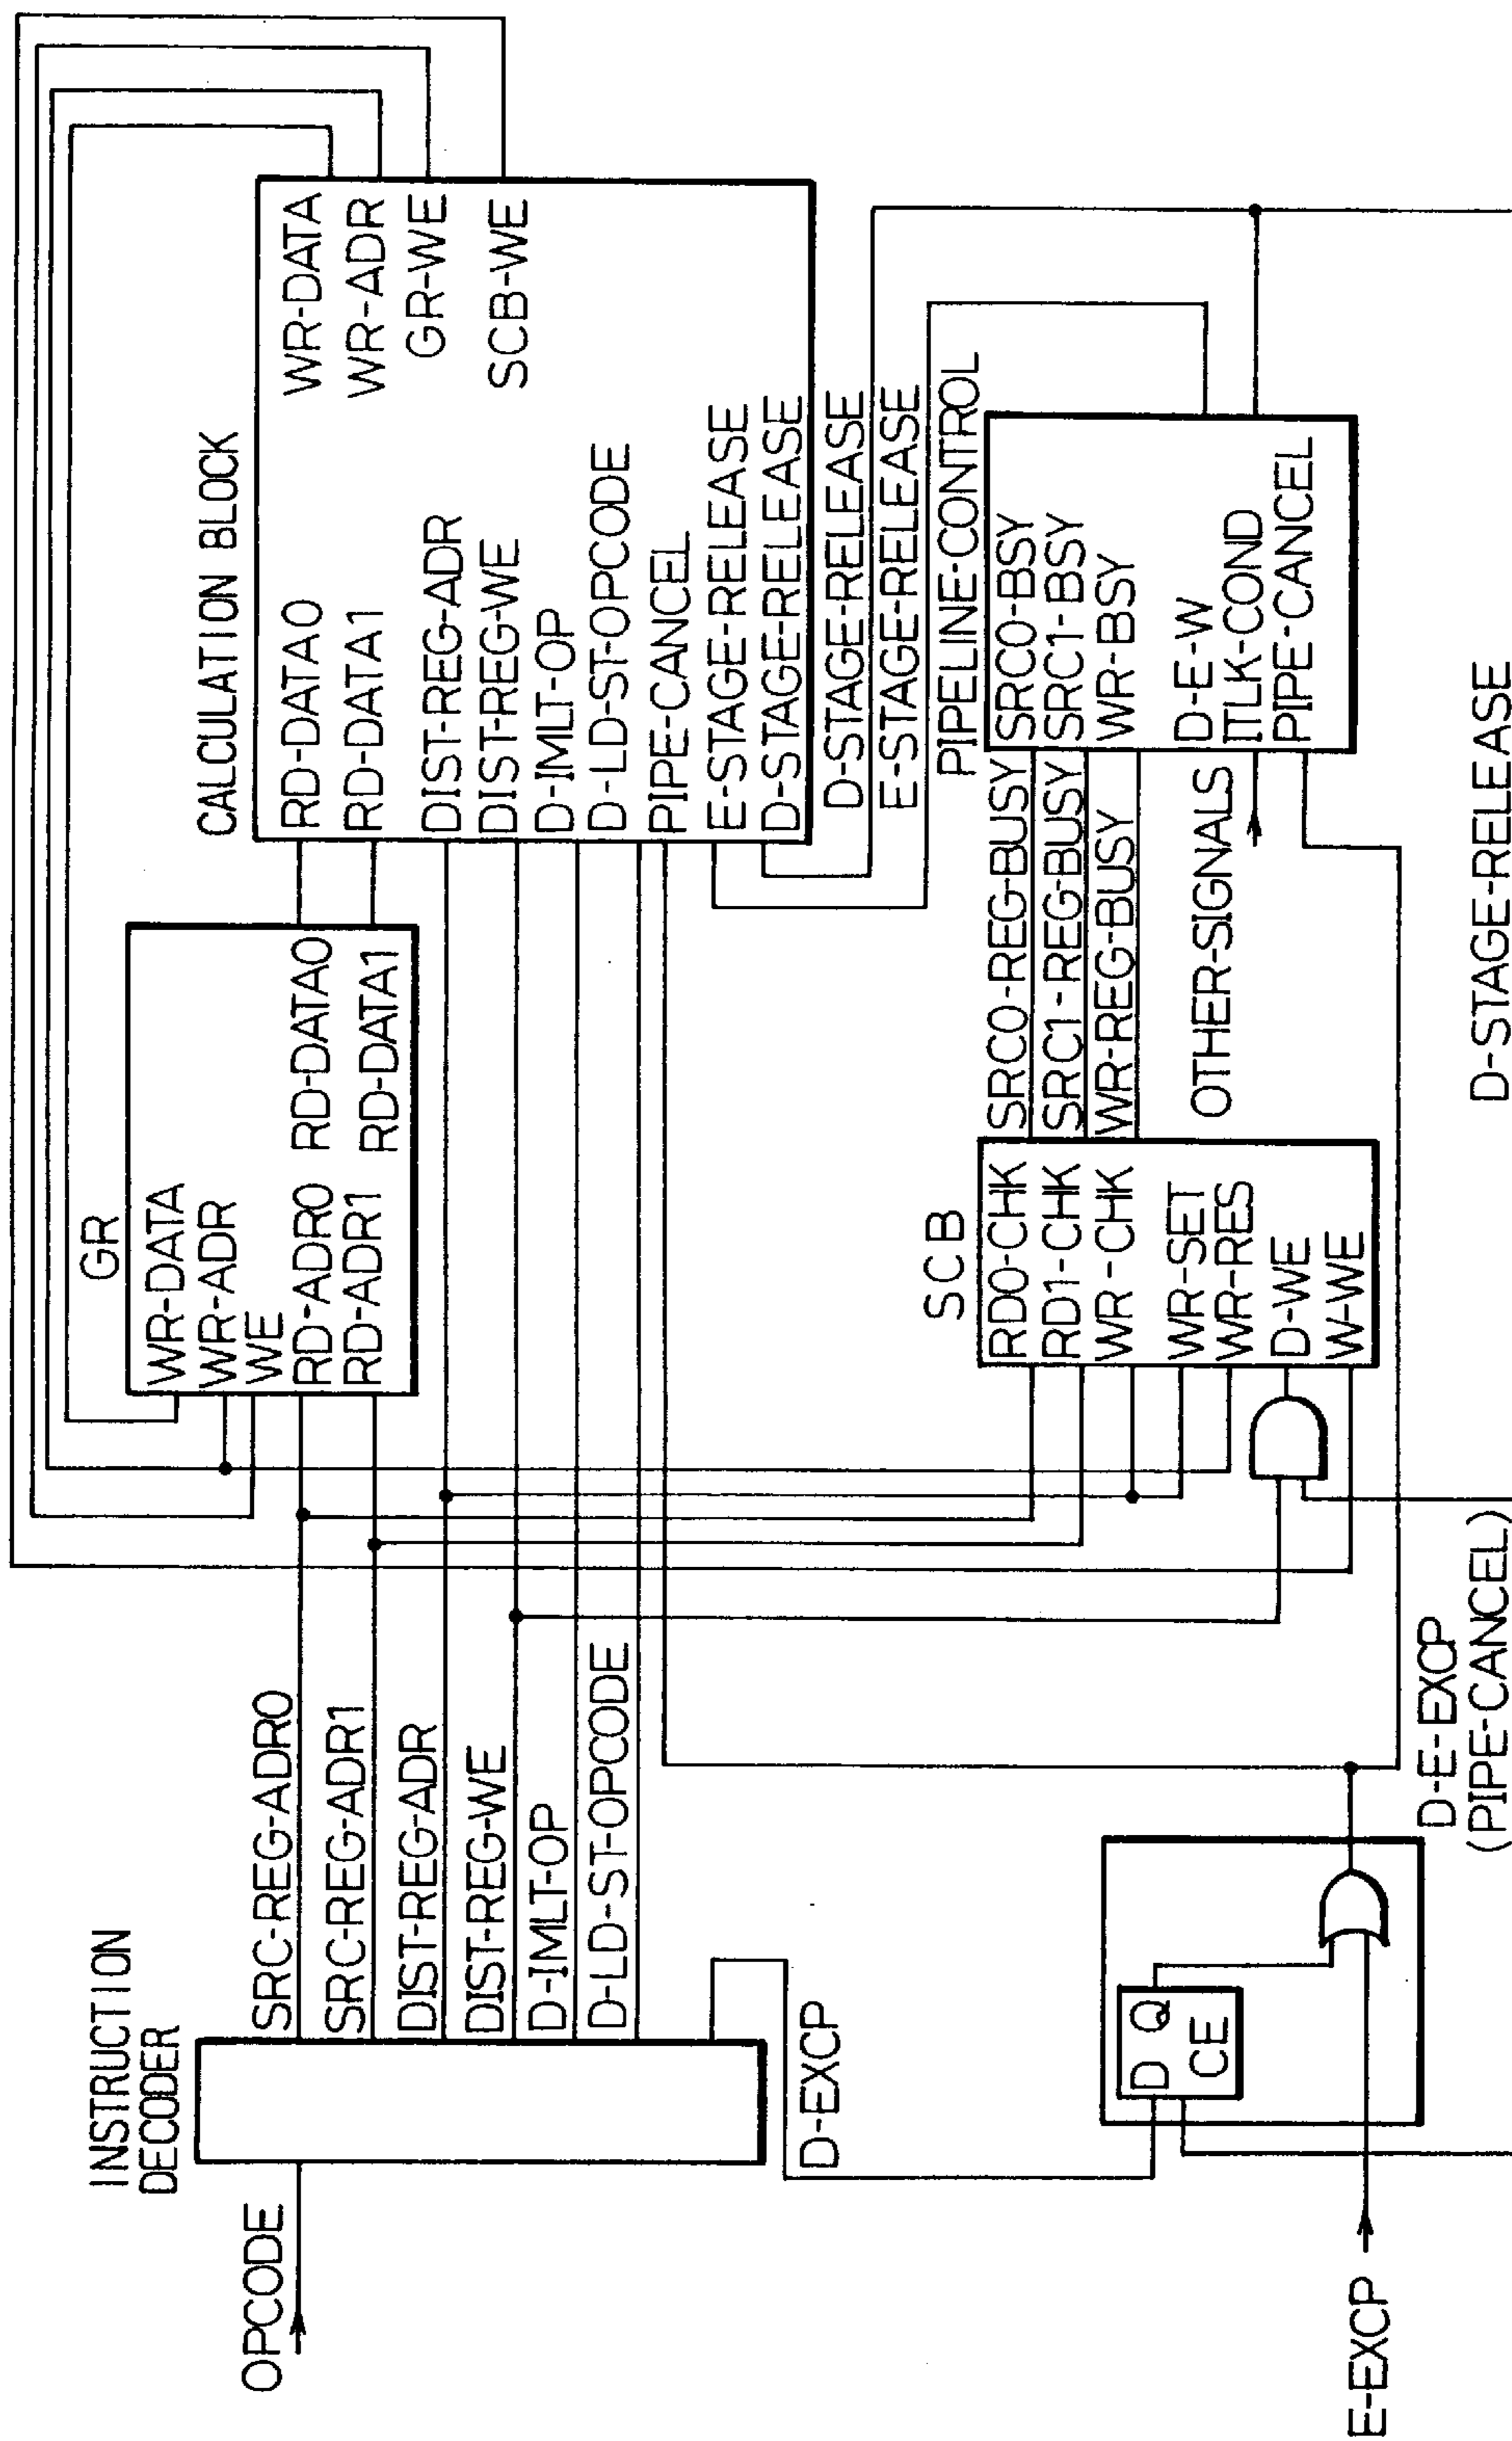 OPCODE
INSTRUCTION
DECODER
SRC-REG-ADR0
SRC-REG-ADR1
DIST-REG-ADR
DIST-REG-WE
D-IMLT-OP
D-LD-ST-OPCODE
D-EXCP
GR
WR-DATA
WR-ADR
WE
RD-ADR0 RD-DATA0
RD-ADR1 RD-DATA1
CALCULATION BLOCK
RD-DATA0 WR-DATA
RD-DATA1 WR-ADR
GR-WE
DIST-REG-ADR
DIST-REG-WE SCB-WE
D-IMLT-OP
D-LD-ST-OPCODE
PIPE-CANCEL
E-STAGE-RELEASE
D-STAGE-RELEASE
D-STAGE-RELEASE
E-STAGE-RELEASE
SCB
RD0-CHK
RD1-CHK
WR-CHK
WR-SET
WR-RES
D-WE
W-WE
SRC0-REG-BUSY
SRC1-REG-BUSY
WR-REG-BUSY
OTHER-SIGNALS
PIPELINE-CONTROL
SRC0-BSY
SRC1-BSY
WR-BSY
D-E-W
ITLK-COND
PIPE-CANCEL
E-EXCP
D Q
CE
D-E-EXCP
(PIPE-CANCEL)
D-STAGE-RELEASE